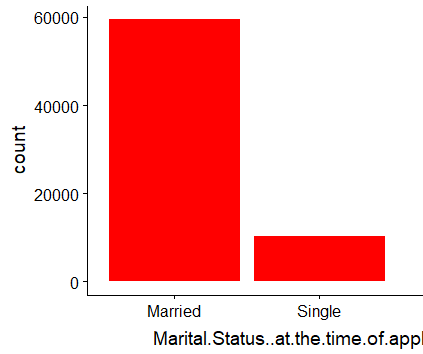 60000
40000
20000
0
count
Married Single
Marital.Status..at.the.time.of.appl